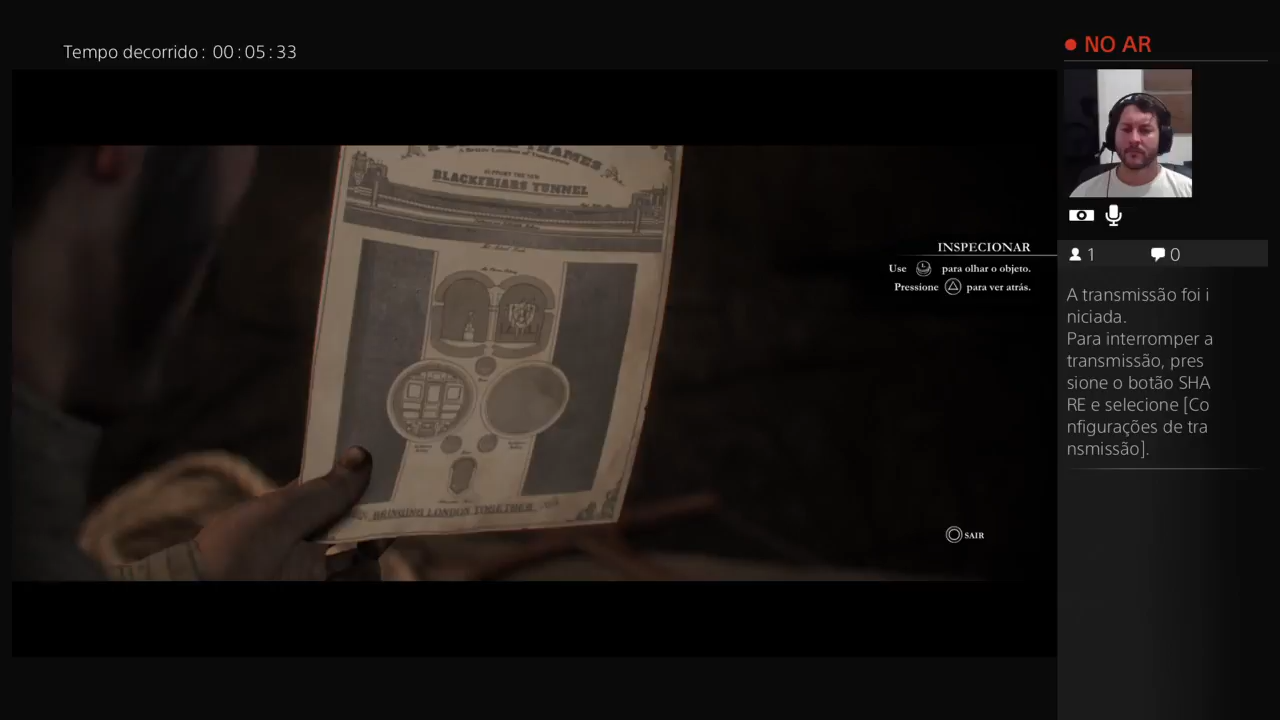 Tempo decorrido : 00 : 05 : 33
NO AR
THAMES
BLACKFRIARS TUNNEL
INSPECIONAR
Use L para olhar o objeto.
Pressione para ver atrás.
BRINGING LONDON TOGETHER
SAIR
1
0
A transmissão foi i
niciada.
Para interromper a
transmissão, pres
sione o botão SHA
RE e selecione [Co
nfigurações de tra
nsmissão].